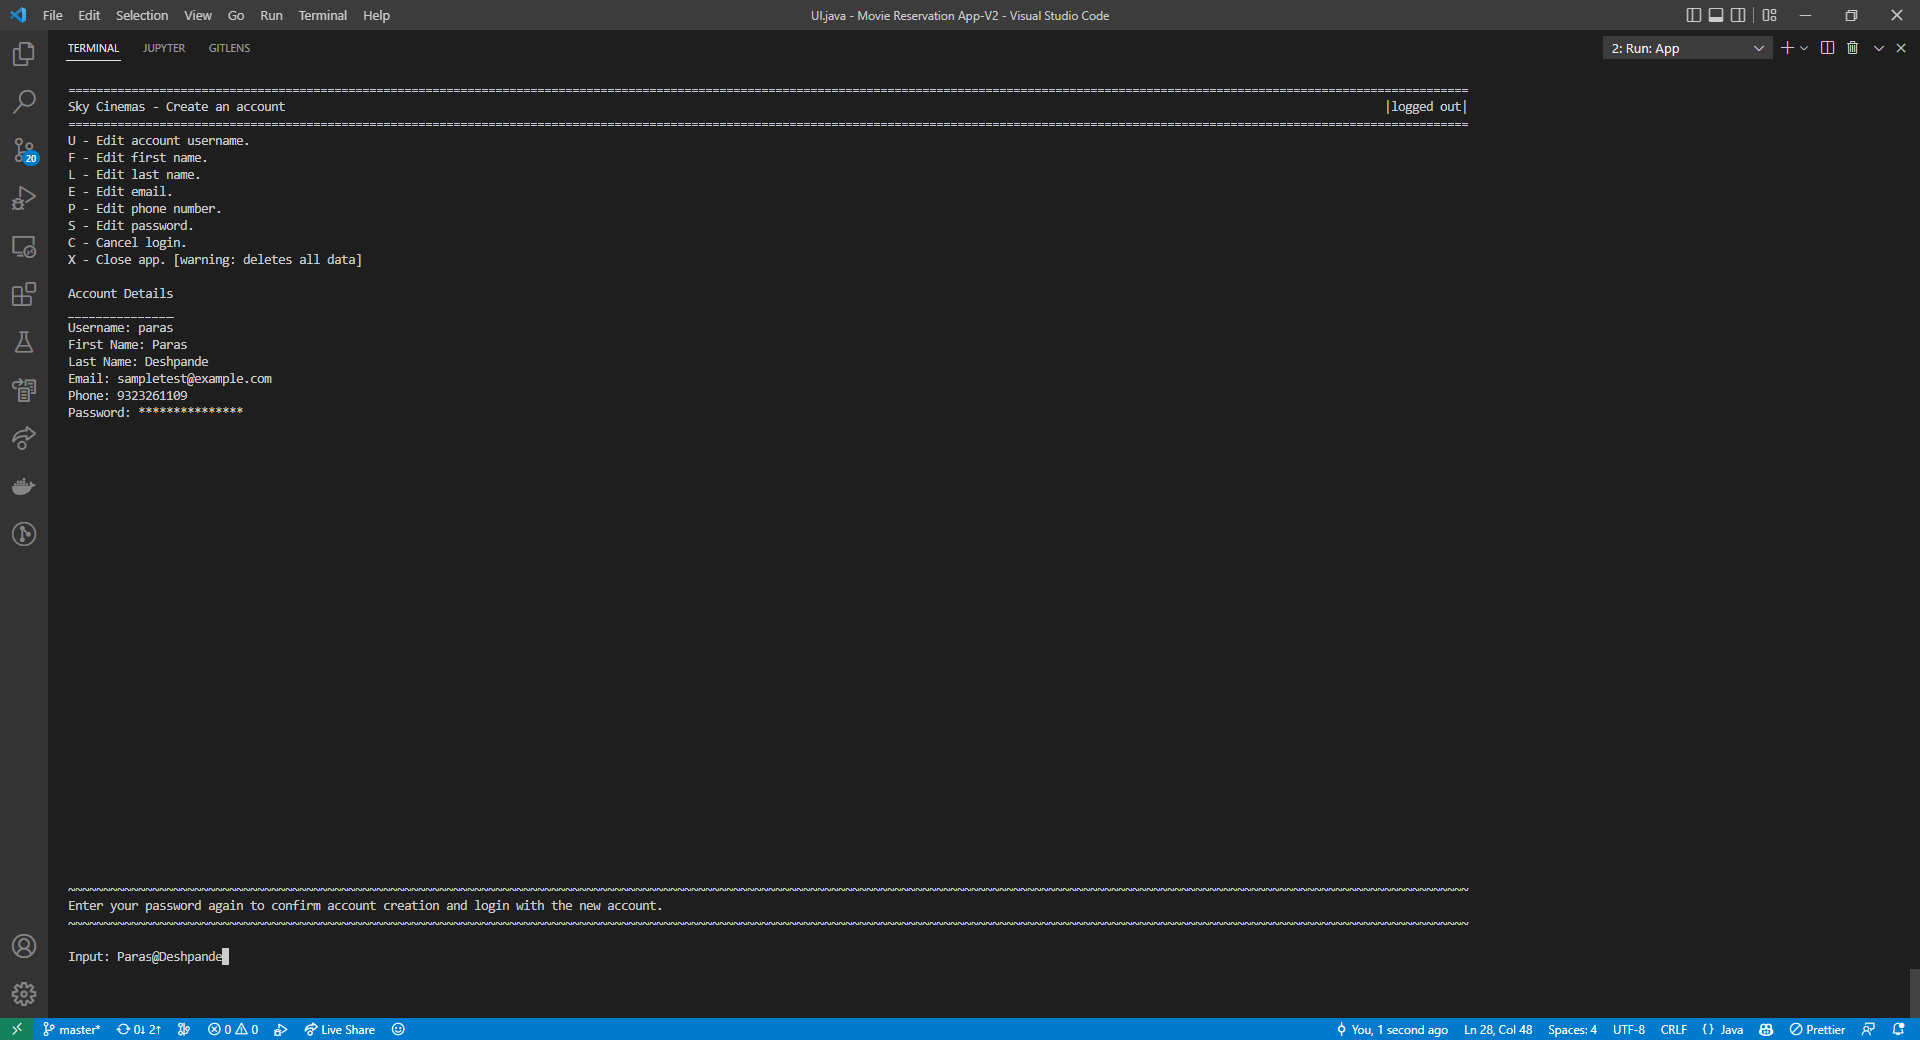 File Edit Selection View Go Run Terminal Help
UI.java - Movie Reservation App-V2 - Visual Studio Code
TERMINAL JUPYTER GITLENS
2: Run: App
Sky Cinemas - Create an account |logged out|
U - Edit account username.
F - Edit first name.
L - Edit last name.
E - Edit email.
P - Edit phone number.
S - Edit password.
C - Cancel login.
X - Close app. [warning: deletes all data]
Account Details
_______________
Username: paras
First Name: Paras
Last Name: Deshpande
Email: sampletest@example.com
Phone: 9323261109
Password: ***************
Enter your password again to confirm account creation and login with the new account.
Input: Paras@Deshpande
20
master* 0↓ 2↑ 0 0 Live Share
You, 1 second ago Ln 28, Col 48 Spaces: 4 UTF-8 CRLF {} Java Prettier